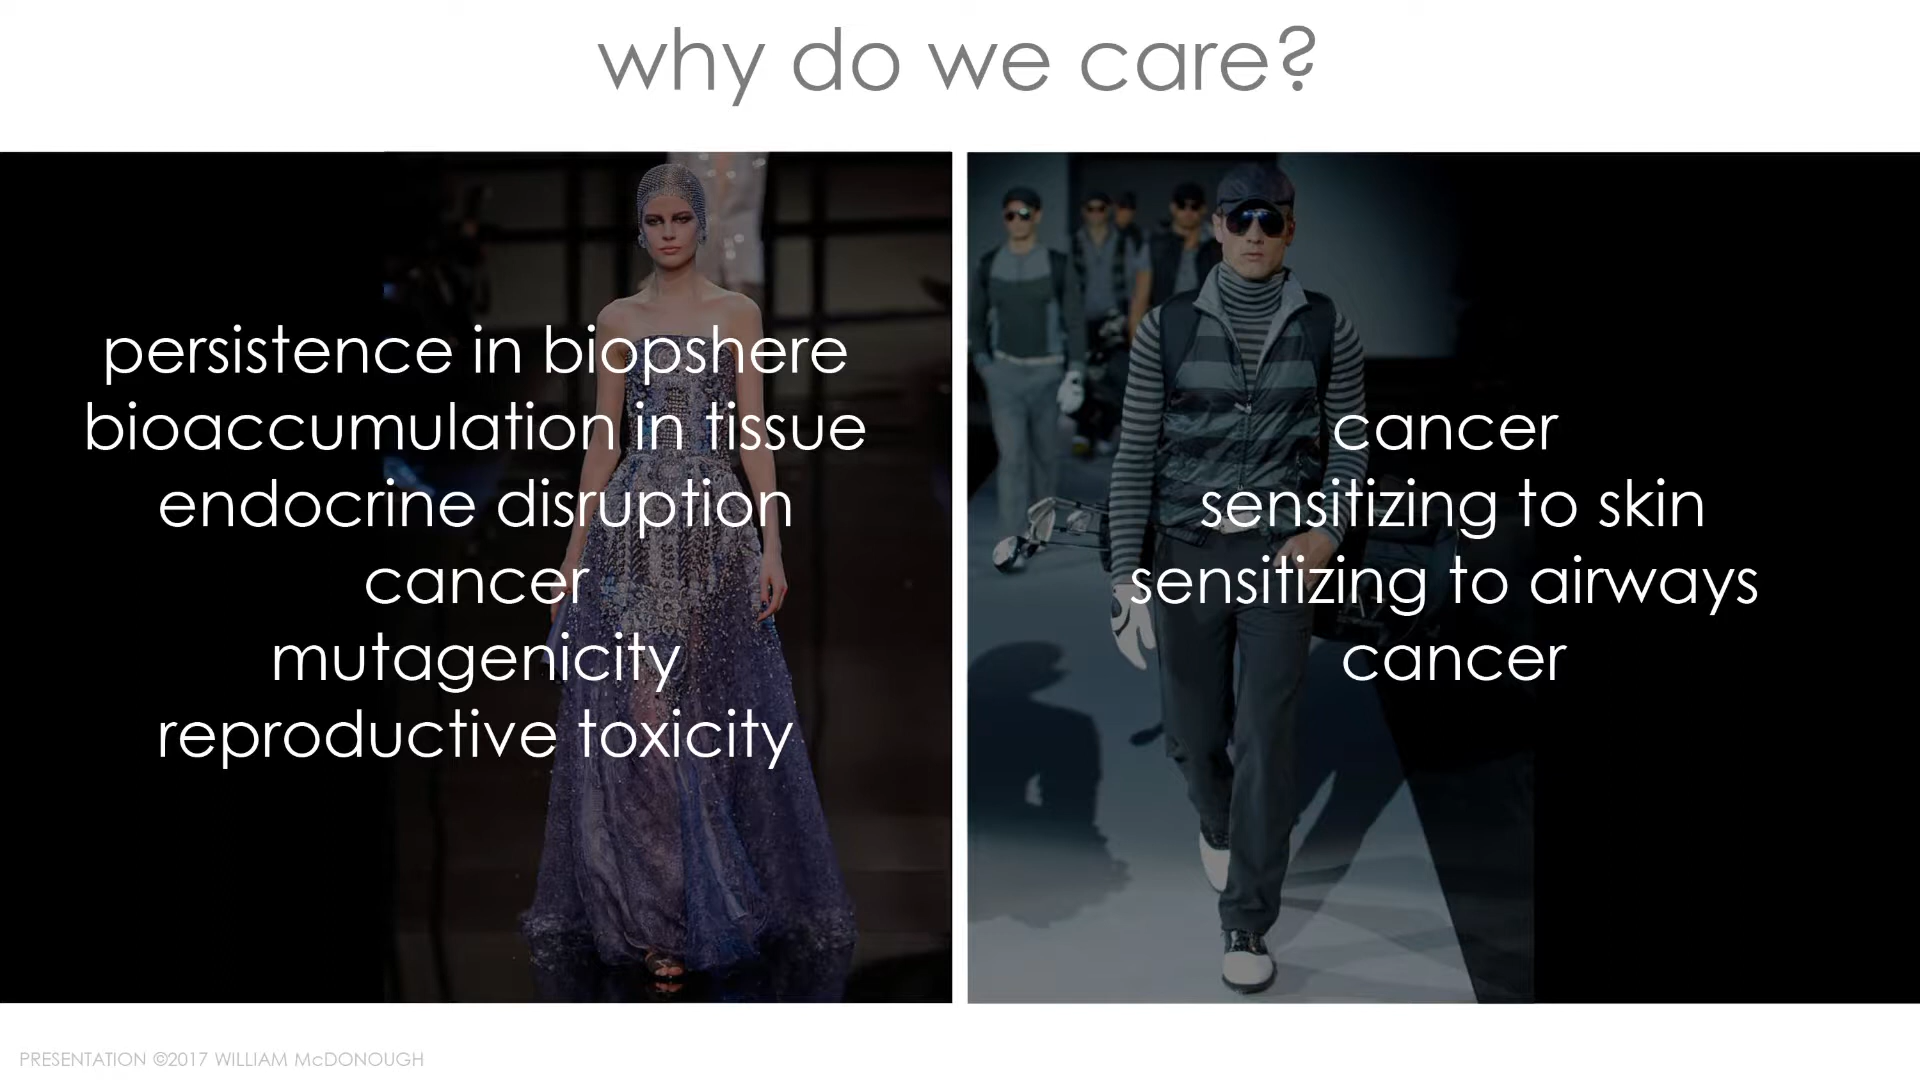 why do we care?
persistence in biopshere
bioaccumulation in tissue
endocrine disruption
cancer
mutagenicity
reproductive toxicity
cancer
sensitizing to skin
sensitizing to airways
cancer
PRESENTATION ©2017 WILLIAM McDONOUGH